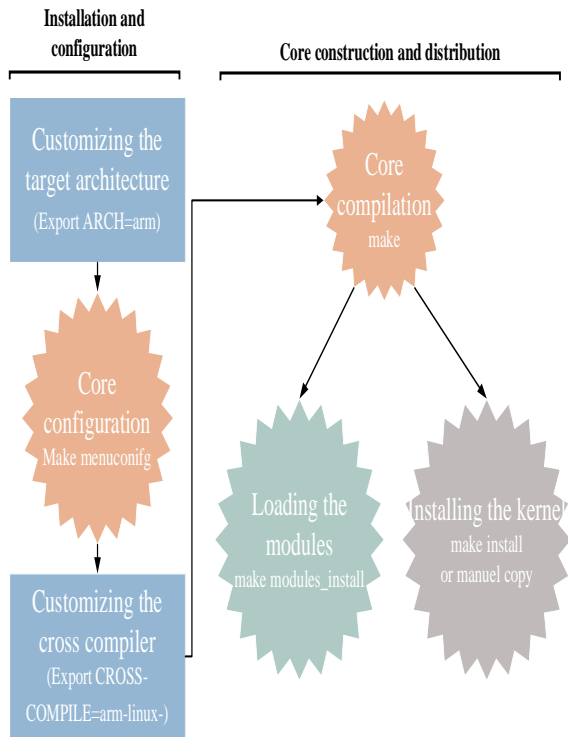 Installation and
configuration
Core construction and distribution
Customizing the
target architecture
(Export ARCH=arm)
Core
configuration
Make menuconifg
Customizing the
cross compiler
(Export CROSS-
COMPILE=arm-linux-)
Core
compilation
make
Loading the
modules
make modules_install
Installing the kernel
make install
or manuel copy